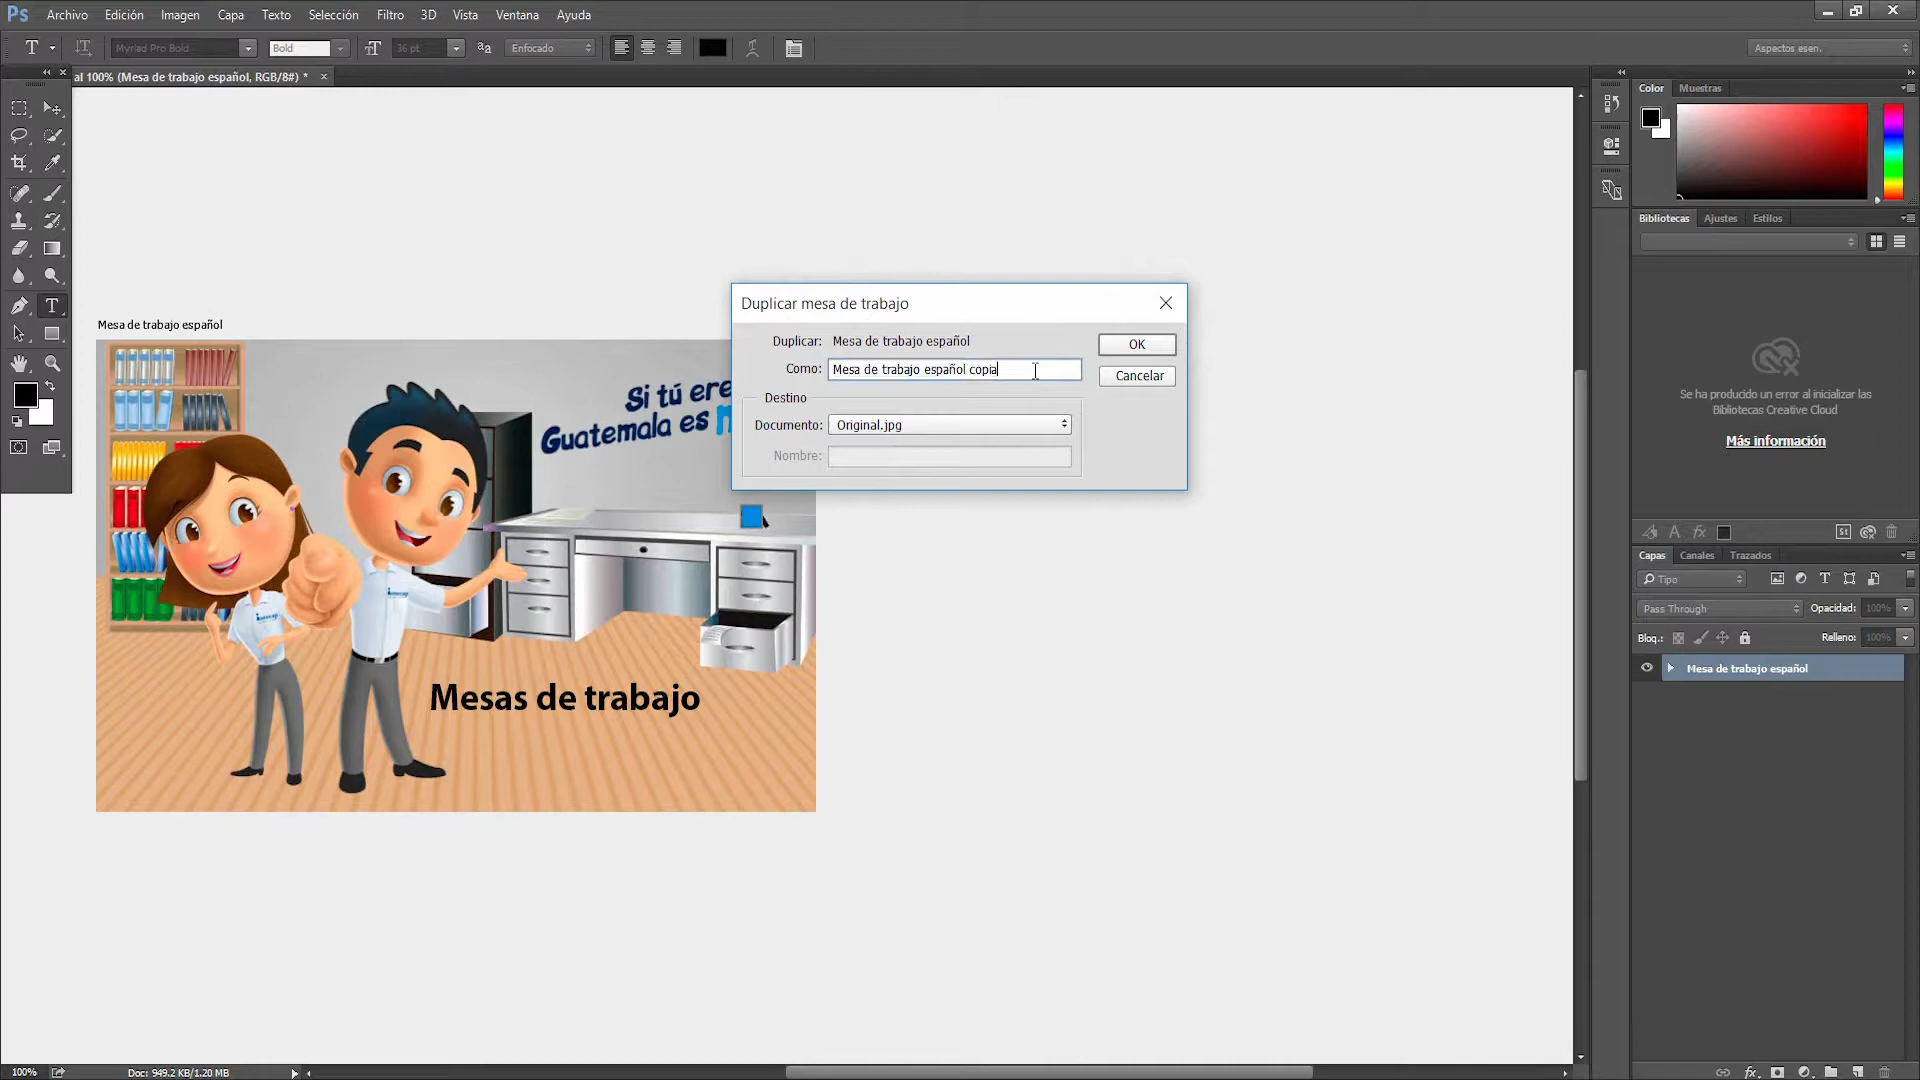 Ps Archivo Edición Imagen Capa Texto Selección Filtro 3D Vista Ventana Ayuda
T Myriad Pro Bold Bold 36 pt Enfocado Aspectos esen.
al 100% (Mesa de trabajo español, RGB/8#) *
Color Muestras
Bibliotecas Ajustes Estilos
Mesa de trabajo español
Duplicar mesa de trabajo
Duplicar: Mesa de trabajo español
OK
Como: Mesa de trabajo español copia
Cancelar
Destino
Documento: Original.jpg
Nombre:
Si tú ere
Guatemala es
Mesas de trabajo
Se ha producido un error al inicializar las
Bibliotecas Creative Cloud
Más información
Capas Canales Trazados
Tipo
Pass Through Opacidad: 100%
Bloq.: Relleno: 100%
Mesa de trabajo español
100% Doc: 949.2 KB/1.20 MB